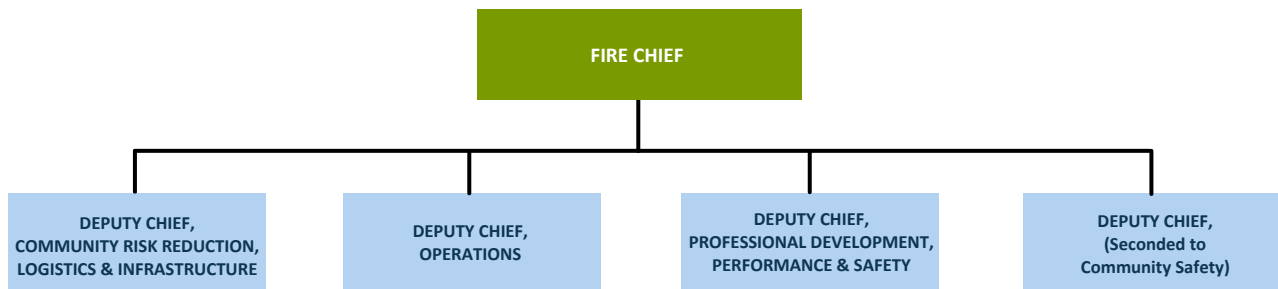 FIRE CHIEF
DEPUTY CHIEF,
COMMUNITY RISK REDUCTION,
LOGISTICS & INFRASTRUCTURE
DEPUTY CHIEF,
OPERATIONS
DEPUTY CHIEF,
PROFESSIONAL DEVELOPMENT,
PERFORMANCE & SAFETY
DEPUTY CHIEF,
(Seconded to
Community Safety)